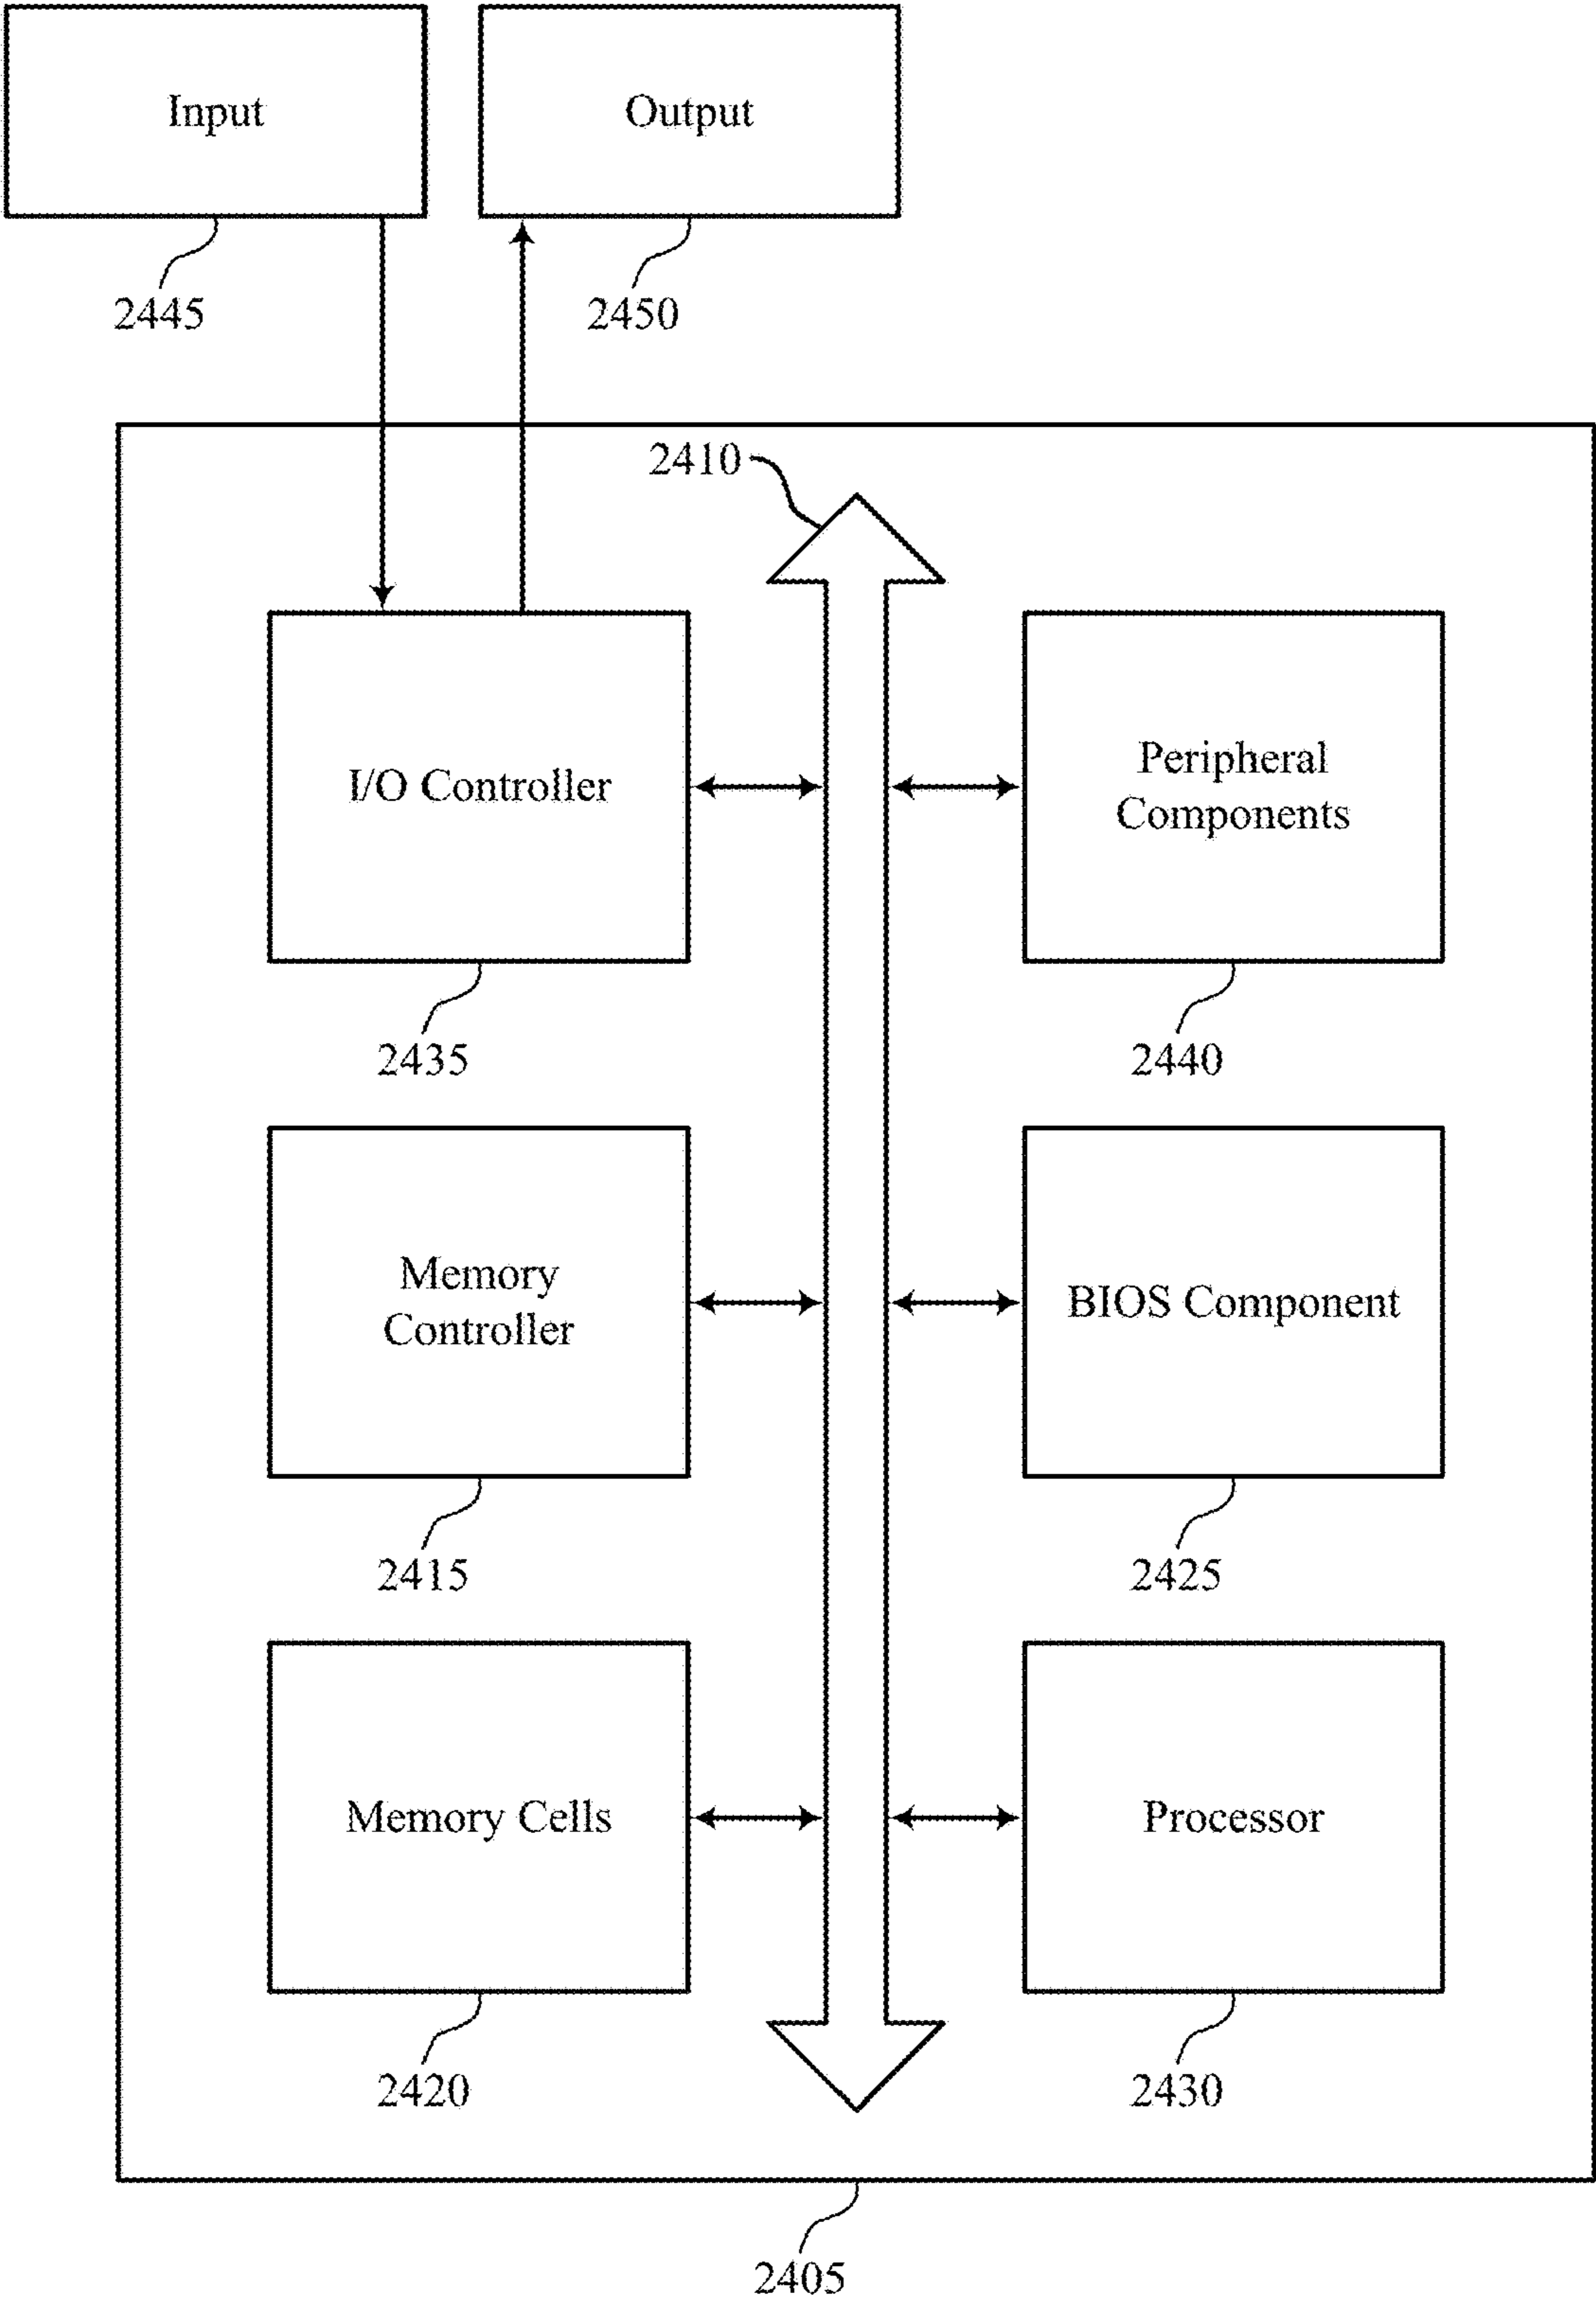 Input
Output
2445
2450
2410
I/O Controller
Peripheral
Components
2435
2440
Memory
Controller
BIOS Component
2415
2425
Memory Cells
Processor
2420
2430
2405